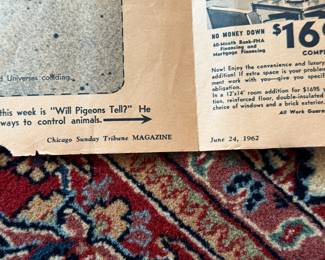 d Universes colliding.
this week is "Will Pigeons Tell?" He
ways to control animals.
Chicago Sunday Tribune MAGAZINE
NO MONEY DOWN
60-Month Bank-FHA
Financing and
Mortgage Financing
$169
COMPL
Now! Enjoy the convenience and luxury
addition! If extra space is your problem
ment work with you—give you specif
obligation.
In a 12'x14' room addition for $1695 y
tion, reinforced floor, double-insulated
choice of windows and a brick exterior.
All Work Guara
June 24, 1962